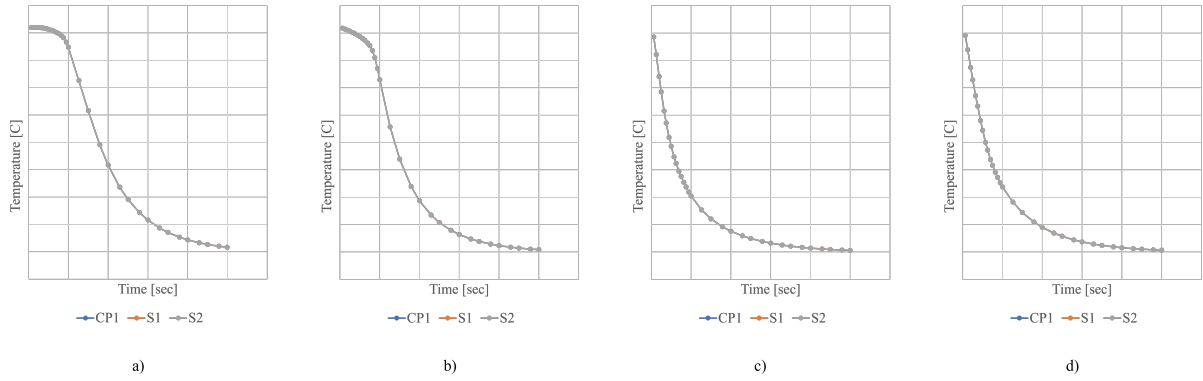 Temperature [C]
Time [sec]
CP1 S1 S2
a)
Temperature [C]
Time [sec]
CP1 S1 S2
b)
Temperature [C]
Time [sec]
CP1 S1 S2
c)
Temperature [C]
Time [sec]
CP1 S1 S2
d)